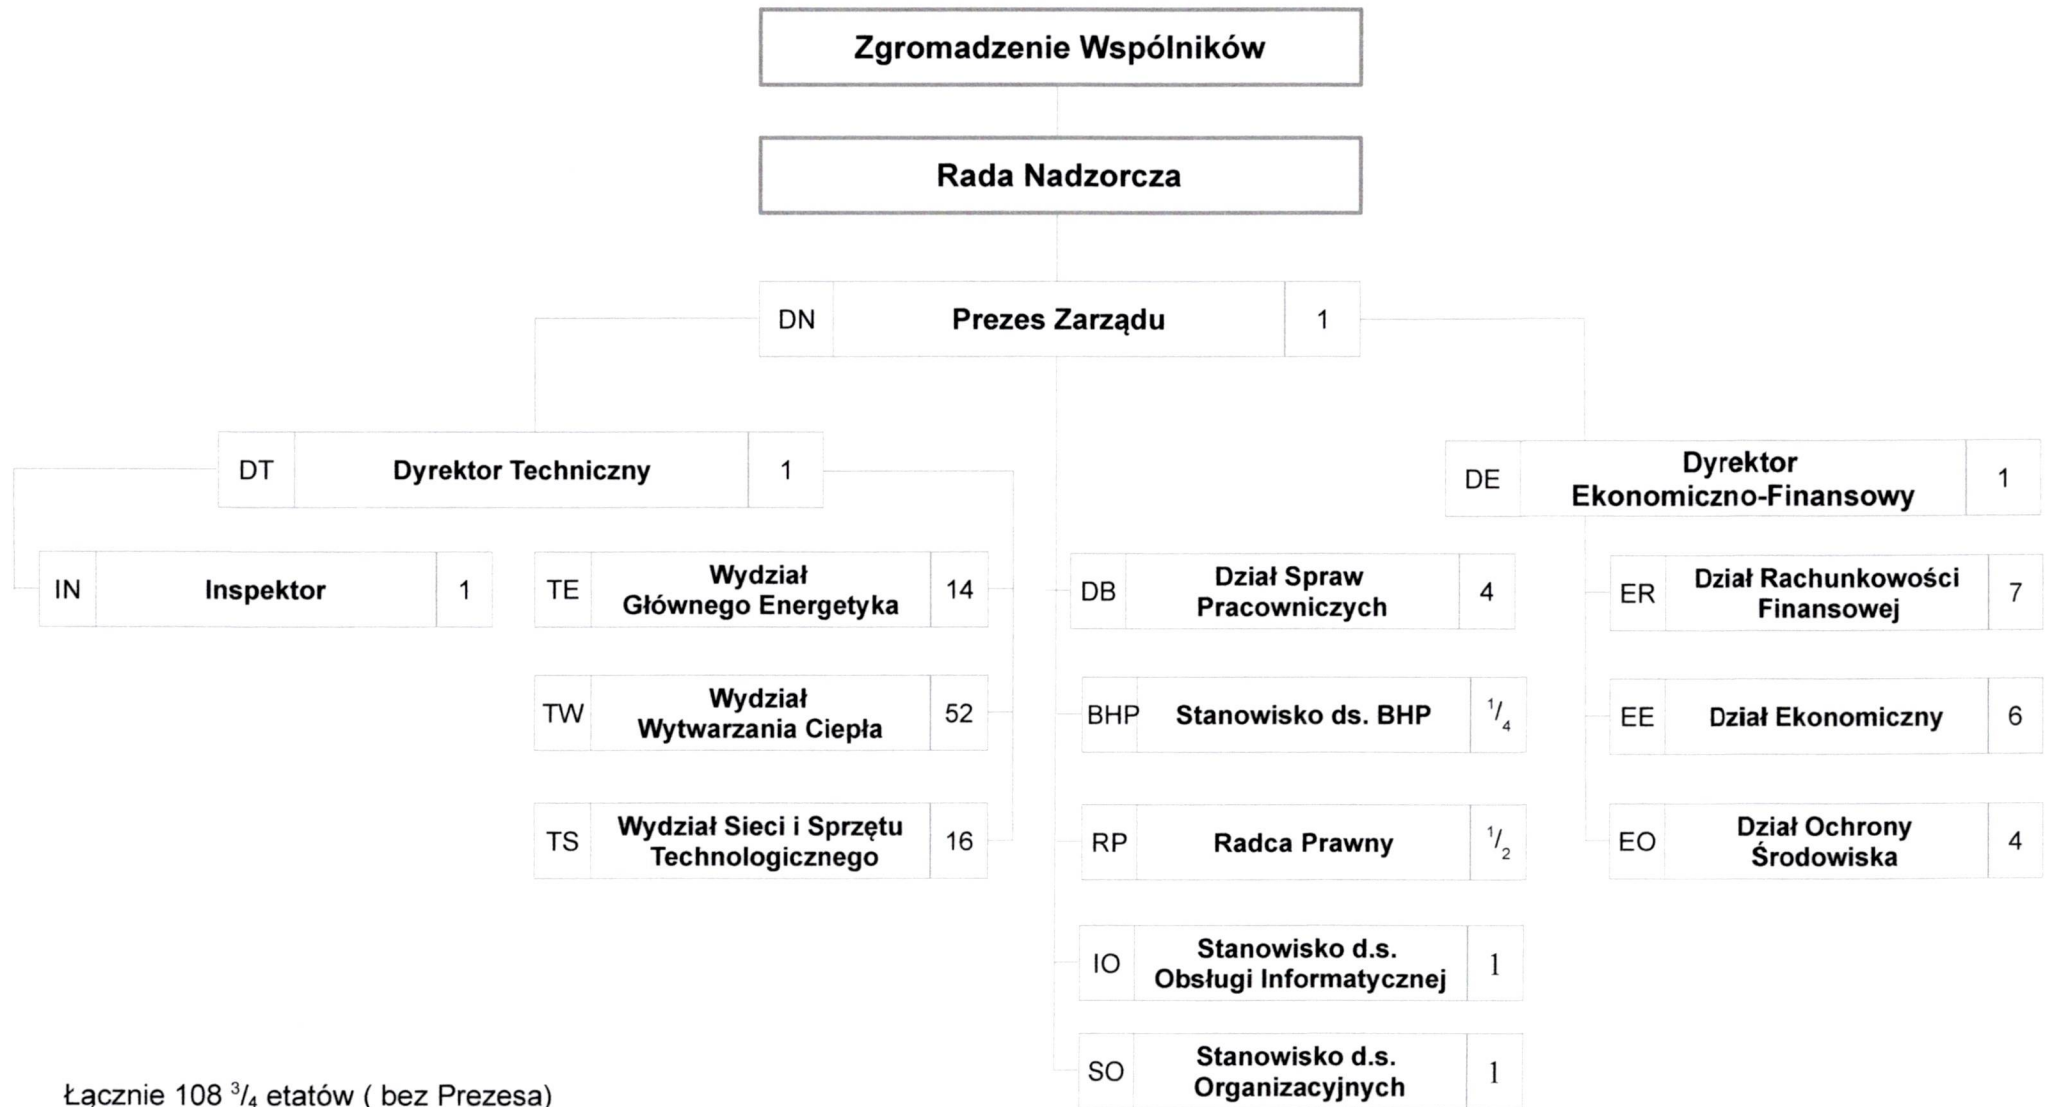 Zgromadzenie Wspólników
Rada Nadzorcza
DN Prezes Zarządu 1
DT Dyrektor Techniczny 1
DE Dyrektor
Ekonomiczno-Finansowy 1
IN Inspektor 1
TE Wydział
Głównego Energetyka 14
TW Wydział
Wytwarzania Ciepła 52
TS Wydział Sieci i Sprzętu
Technologicznego 16
DB Dział Spraw
Pracowniczych 4
BHP Stanowisko ds. BHP 1/4
RP Radca Prawny 1/2
IO Stanowisko d.s.
Obsługi Informatycznej 1
SO Stanowisko d.s.
Organizacyjnych 1
ER Dział Rachunkowości
Finansowej 7
EE Dział Ekonomiczny 6
EO Dział Ochrony
Środowiska 4
Łącznie 108 3/4 etatów ( bez Prezesa)